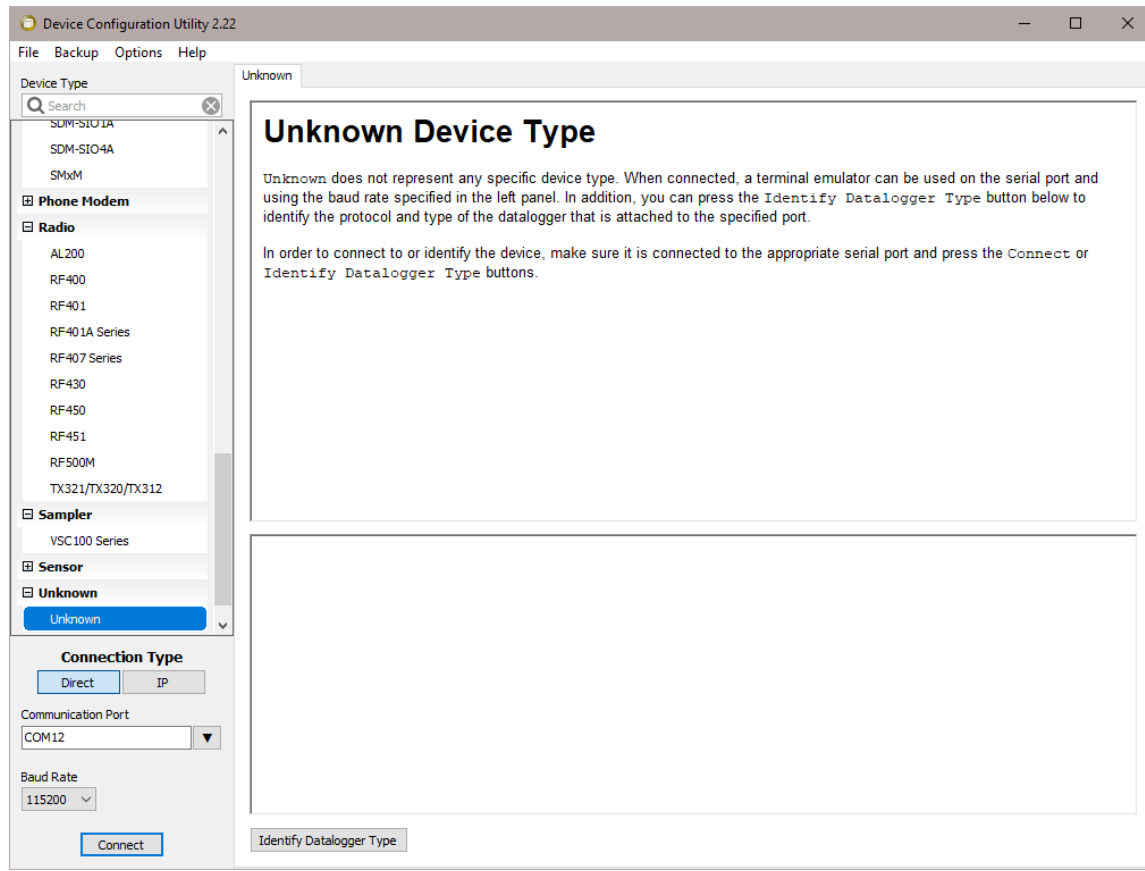 Device Configuration Utility 2.22
File Backup Options Help
Device Type
Search
SDM-SIO1A
SDM-SIO4A
SMxM
Phone Modem
Radio
AL200
RF400
RF401
RF401A Series
RF407 Series
RF430
RF450
RF451
RF500M
TX321/TX320/TX312
Sampler
VSC100 Series
Sensor
Unknown
Unknown
Connection Type
Direct IP
Communication Port
COM12
Baud Rate
115200
Connect
Unknown
Unknown Device Type
Unknown does not represent any specific device type. When connected, a terminal emulator can be used on the serial port and
using the baud rate specified in the left panel. In addition, you can press the Identify Datalogger Type button below to
identify the protocol and type of the datalogger that is attached to the specified port.
In order to connect to or identify the device, make sure it is connected to the appropriate serial port and press the Connect or
Identify Datalogger Type buttons.
Identify Datalogger Type